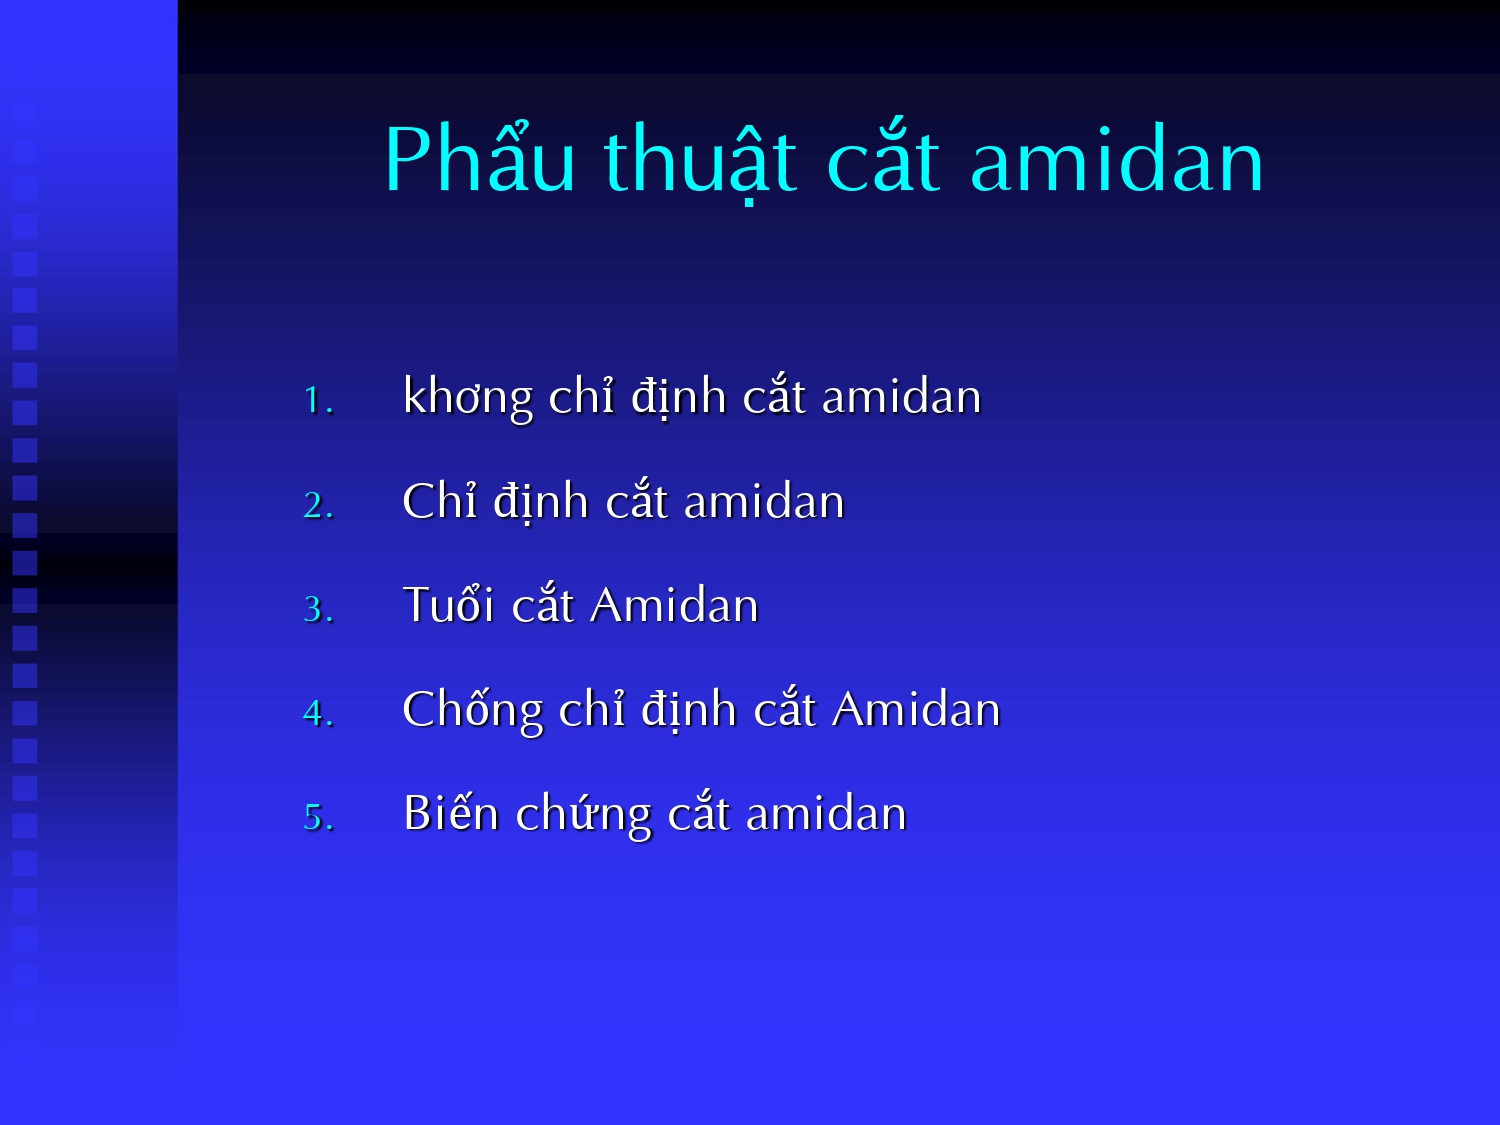 Phẩu thuật cắt amidan
1. khơng chỉ định cắt amidan
2. Chỉ định cắt amidan
3. Tuổi cắt Amidan
4. Chống chỉ định cắt Amidan
5. Biến chứng cắt amidan